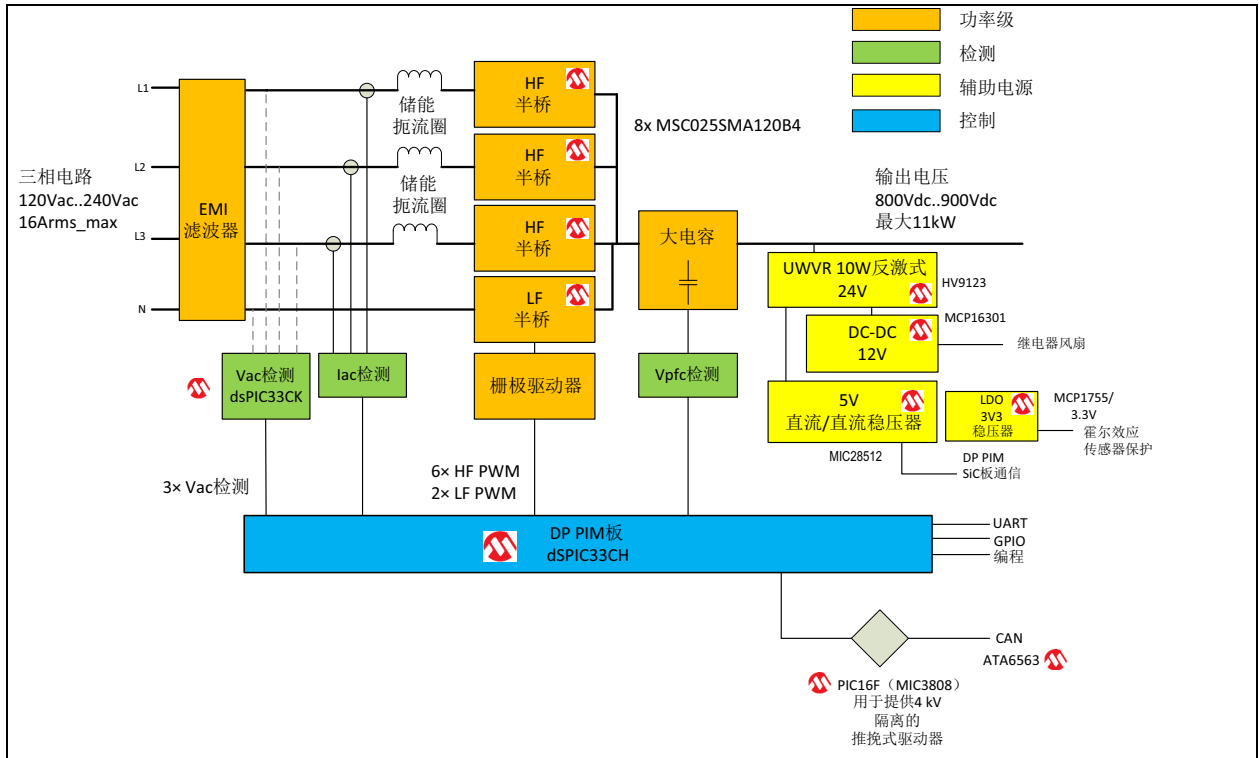 功率级
检测
辅助电源
控制
L1
L2
L3
N
三相电路
120Vac..240Vac
16Arms_max
EMI
滤波器
储能
扼流圈
储能
扼流圈
HF
半桥
HF
半桥
HF
半桥
LF
半桥
8x MSC025SMA120B4
大电容
输出电压
800Vdc..900Vdc
最大11kW
UWVR 10W反激式
24V
HV9123
DC-DC
12V
MCP16301
继电器风扇
5V
直流/直流稳压器
MIC28512
LDO
3V3
稳压器
MCP1755/
3.3V
霍尔效应
传感器保护
DP PIM
SiC板通信
Vac检测
dsPIC33CK
Iac检测
栅极驱动器
Vpfc检测
3× Vac检测
6× HF PWM
2× LF PWM
DP PIM板
dSPIC33CH
UART
GPIO
编程
CAN
ATA6563
PIC16F（MIC3808）
用于提供4 kV
隔离的
推挽式驱动器